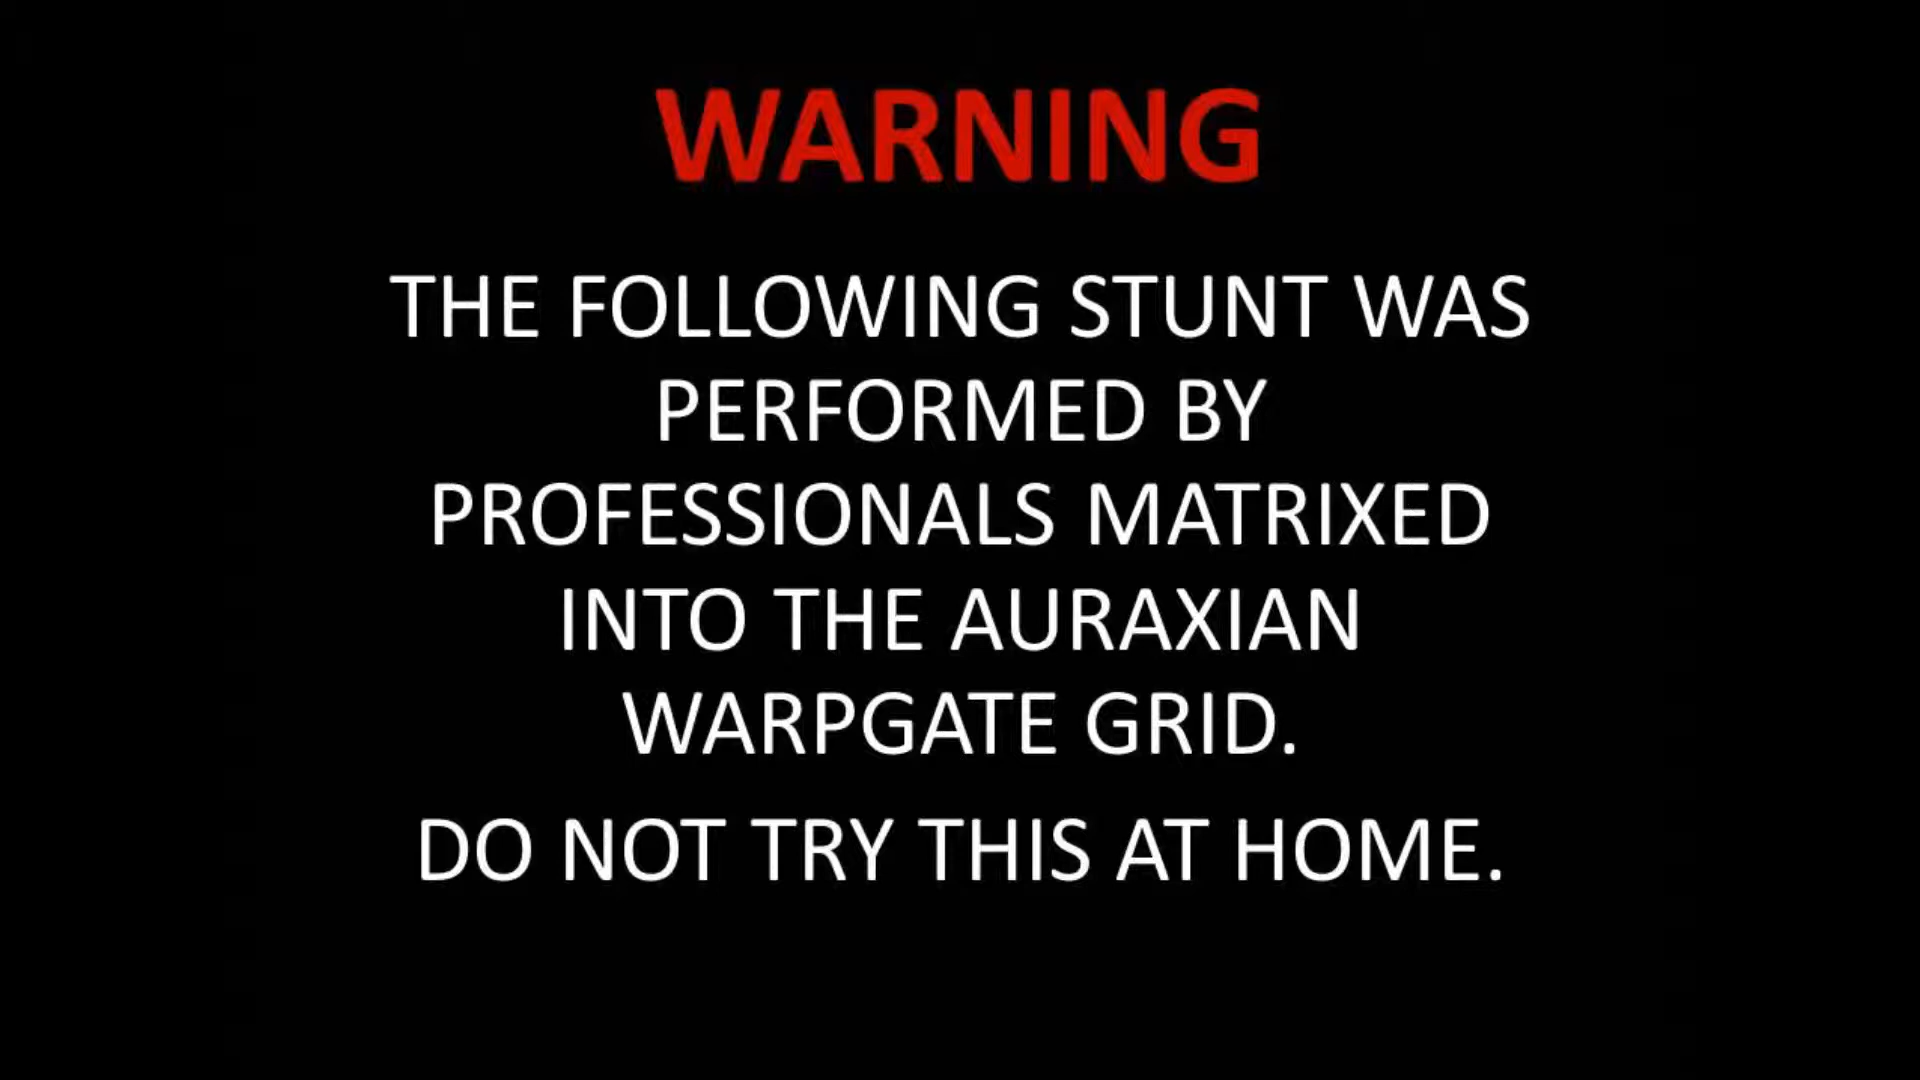 WARNING
THE FOLLOWING STUNT WAS
PERFORMED BY
PROFESSIONALS MATRIXED
INTO THE AURAXIAN
WARPGATE GRID.
DO NOT TRY THIS AT HOME.